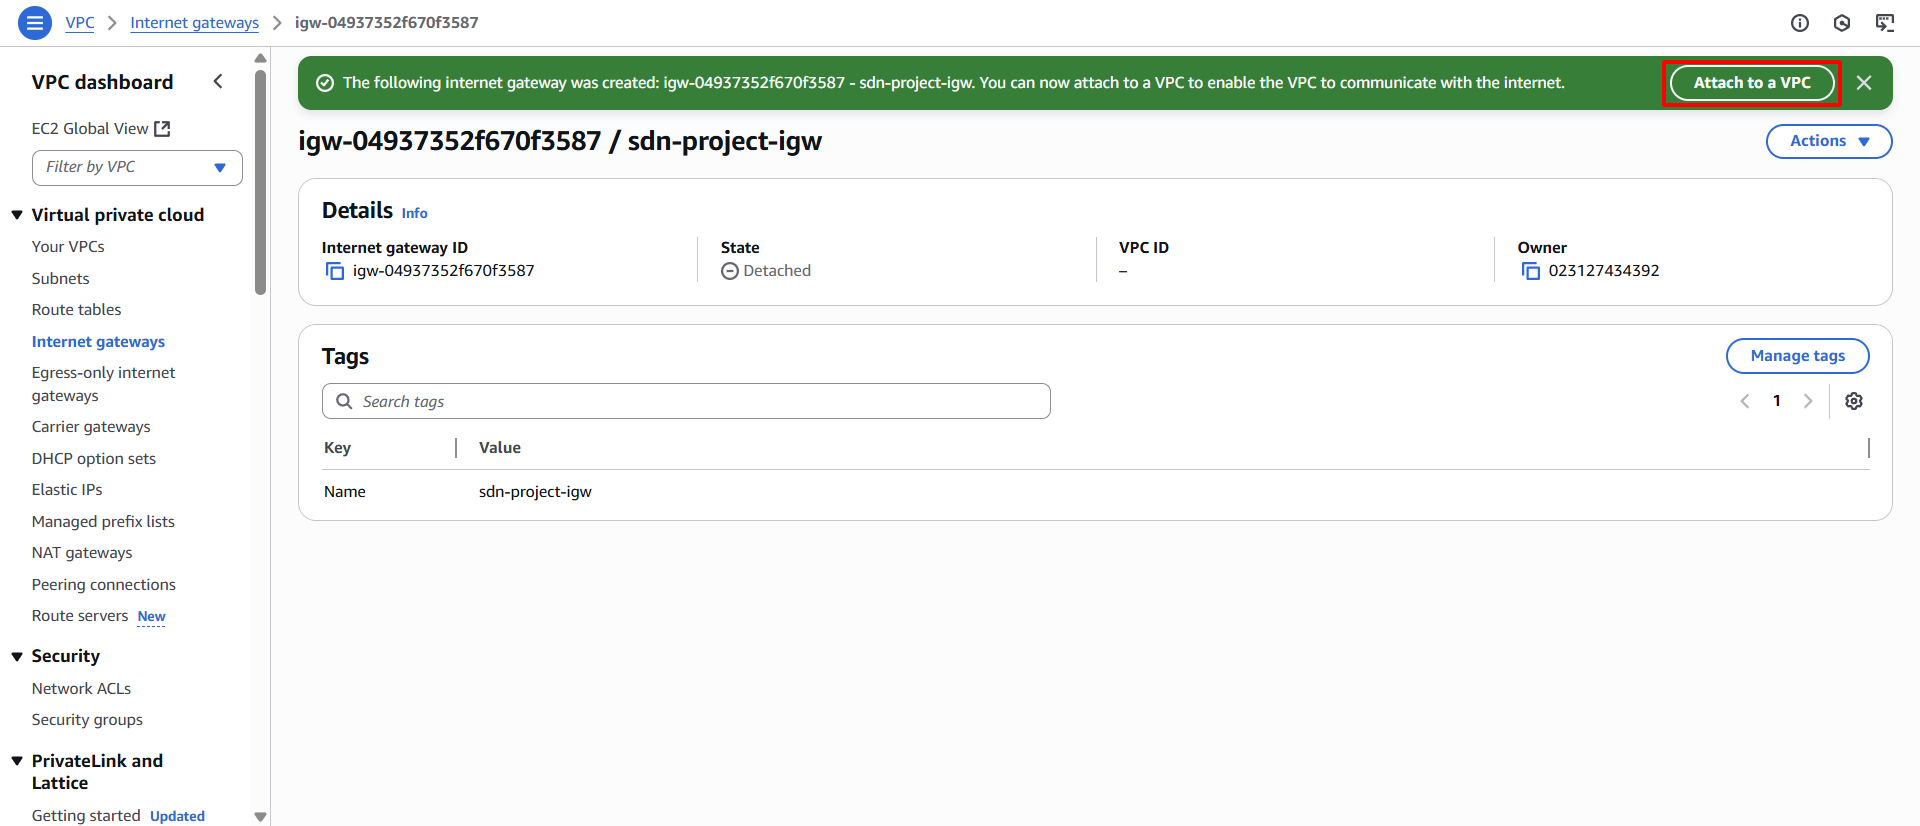 VPC > Internet gateways > igw-04937352f670f3587
VPC dashboard
EC2 Global View
Filter by VPC
Virtual private cloud
Your VPCs
Subnets
Route tables
Internet gateways
Egress-only internet
gateways
Carrier gateways
DHCP option sets
Elastic IPs
Managed prefix lists
NAT gateways
Peering connections
Route servers New
Security
Network ACLs
Security groups
PrivateLink and
Lattice
Getting started Updated
The following internet gateway was created: igw-04937352f670f3587 - sdn-project-igw. You can now attach to a VPC to enable the VPC to communicate with the internet.
Attach to a VPC
igw-04937352f670f3587 / sdn-project-igw
Actions
Details Info
Internet gateway ID
igw-04937352f670f3587
State
Detached
VPC ID
–
Owner
023127434392
Tags
Manage tags
Search tags
1
Key Value
Name sdn-project-igw